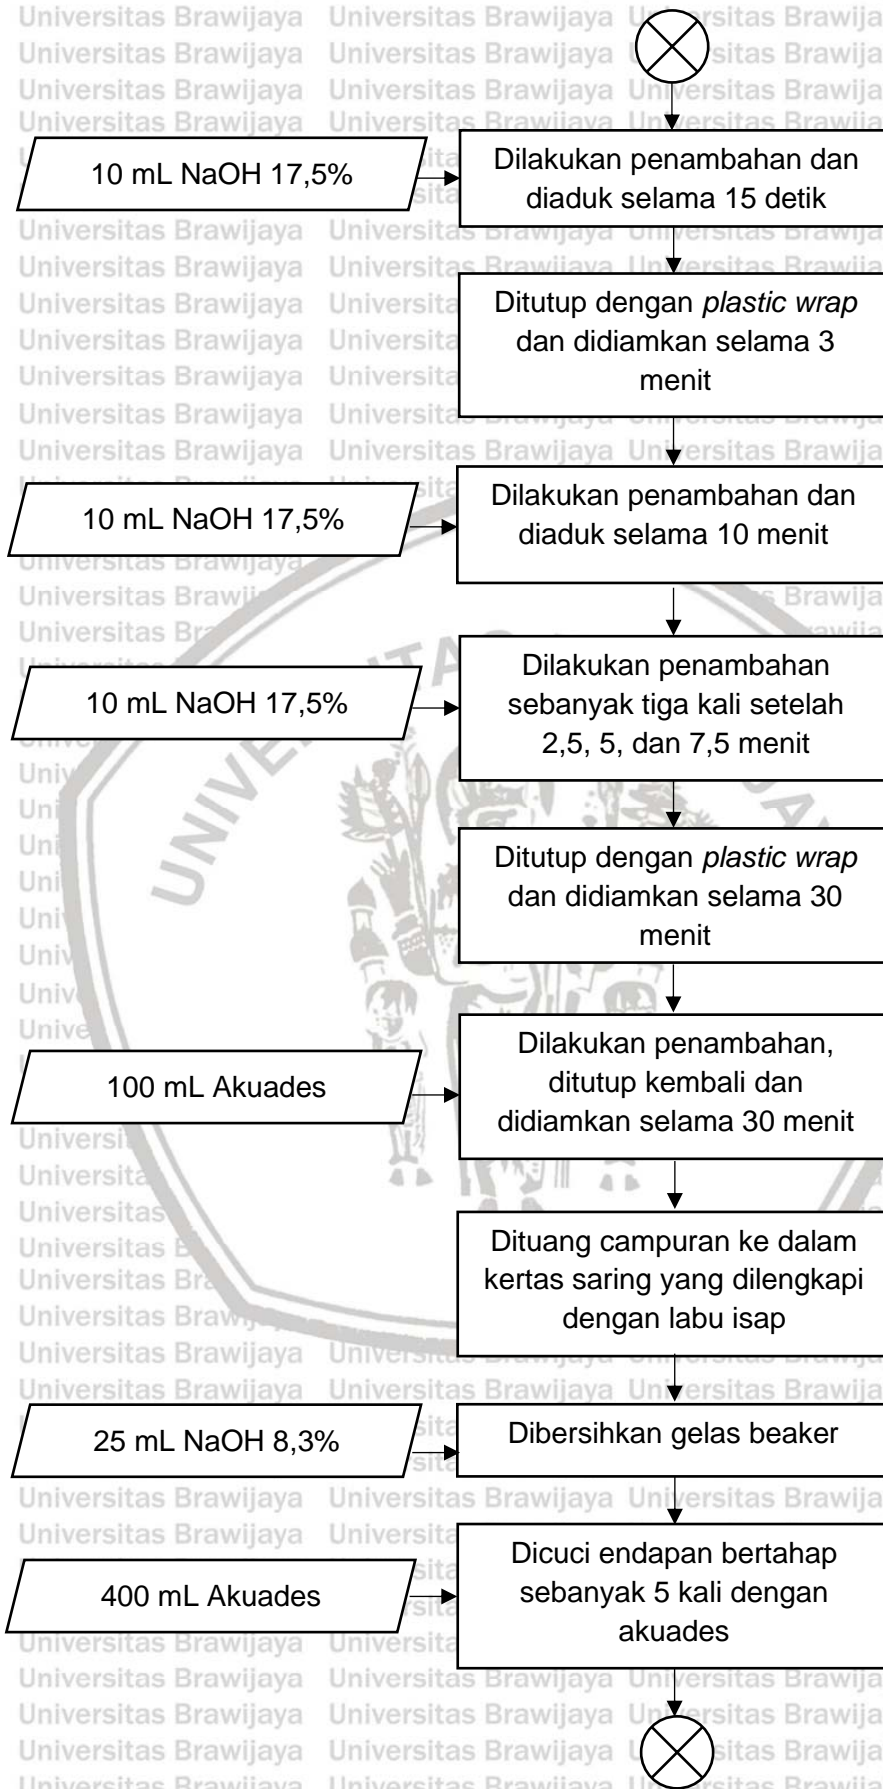 10 mL NaOH 17,5%
Dilakukan penambahan dan
diaduk selama 15 detik
Ditutup dengan plastic wrap
dan didiamkan selama 3
menit
10 mL NaOH 17,5%
Dilakukan penambahan dan
diaduk selama 10 menit
10 mL NaOH 17,5%
Dilakukan penambahan
sebanyak tiga kali setelah
2,5, 5, dan 7,5 menit
Ditutup dengan plastic wrap
dan didiamkan selama 30
menit
100 mL Akuades
Dilakukan penambahan,
ditutup kembali dan
didiamkan selama 30 menit
Dituang campuran ke dalam
kertas saring yang dilengkapi
dengan labu isap
25 mL NaOH 8,3%
Dibersihkan gelas beaker
400 mL Akuades
Dicuci endapan bertahap
sebanyak 5 kali dengan
akuades